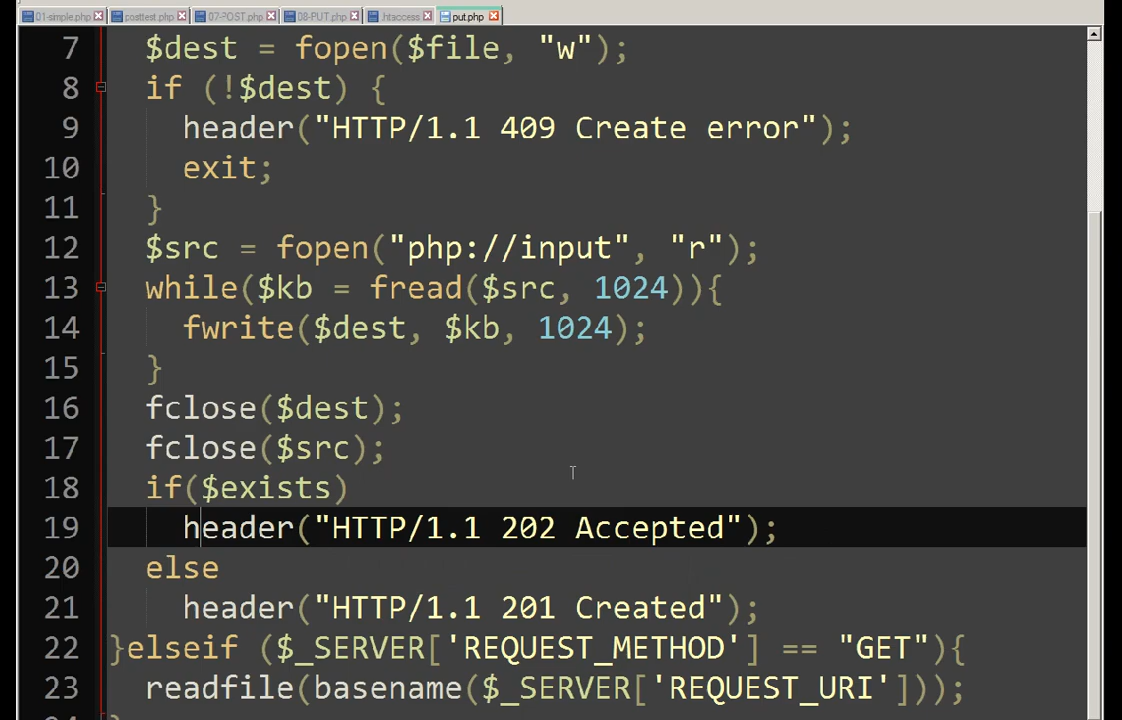 01-simple.php posttest.php 07-POST.php 08-PUT.php .htaccess put.php
7 $dest = fopen($file, "w");
8 if (!$dest) {
9 header("HTTP/1.1 409 Create error");
10 exit;
11 }
12 $src = fopen("php://input", "r");
13 while($kb = fread($src, 1024)){
14 fwrite($dest, $kb, 1024);
15 }
16 fclose($dest);
17 fclose($src);
18 if($exists)
19 header("HTTP/1.1 202 Accepted");
20 else
21 header("HTTP/1.1 201 Created");
22 }elseif ($_SERVER['REQUEST_METHOD'] == "GET"){
23 readfile(basename($_SERVER['REQUEST_URI']));